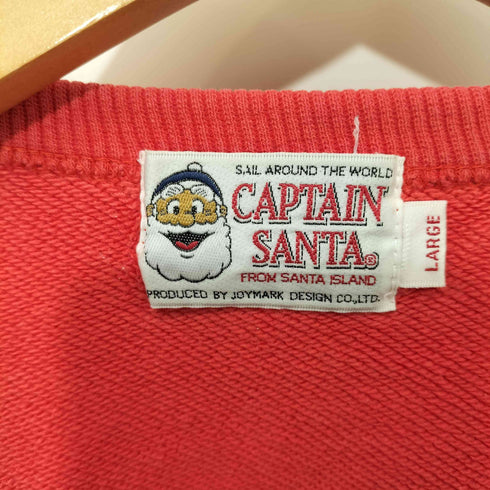 SAIL AROUND THE WORLD
CAPTAIN
SANTA®
FROM SANTA ISLAND
PRODUCED BY JOYMARK DESIGN CO.,LTD.
LARGE